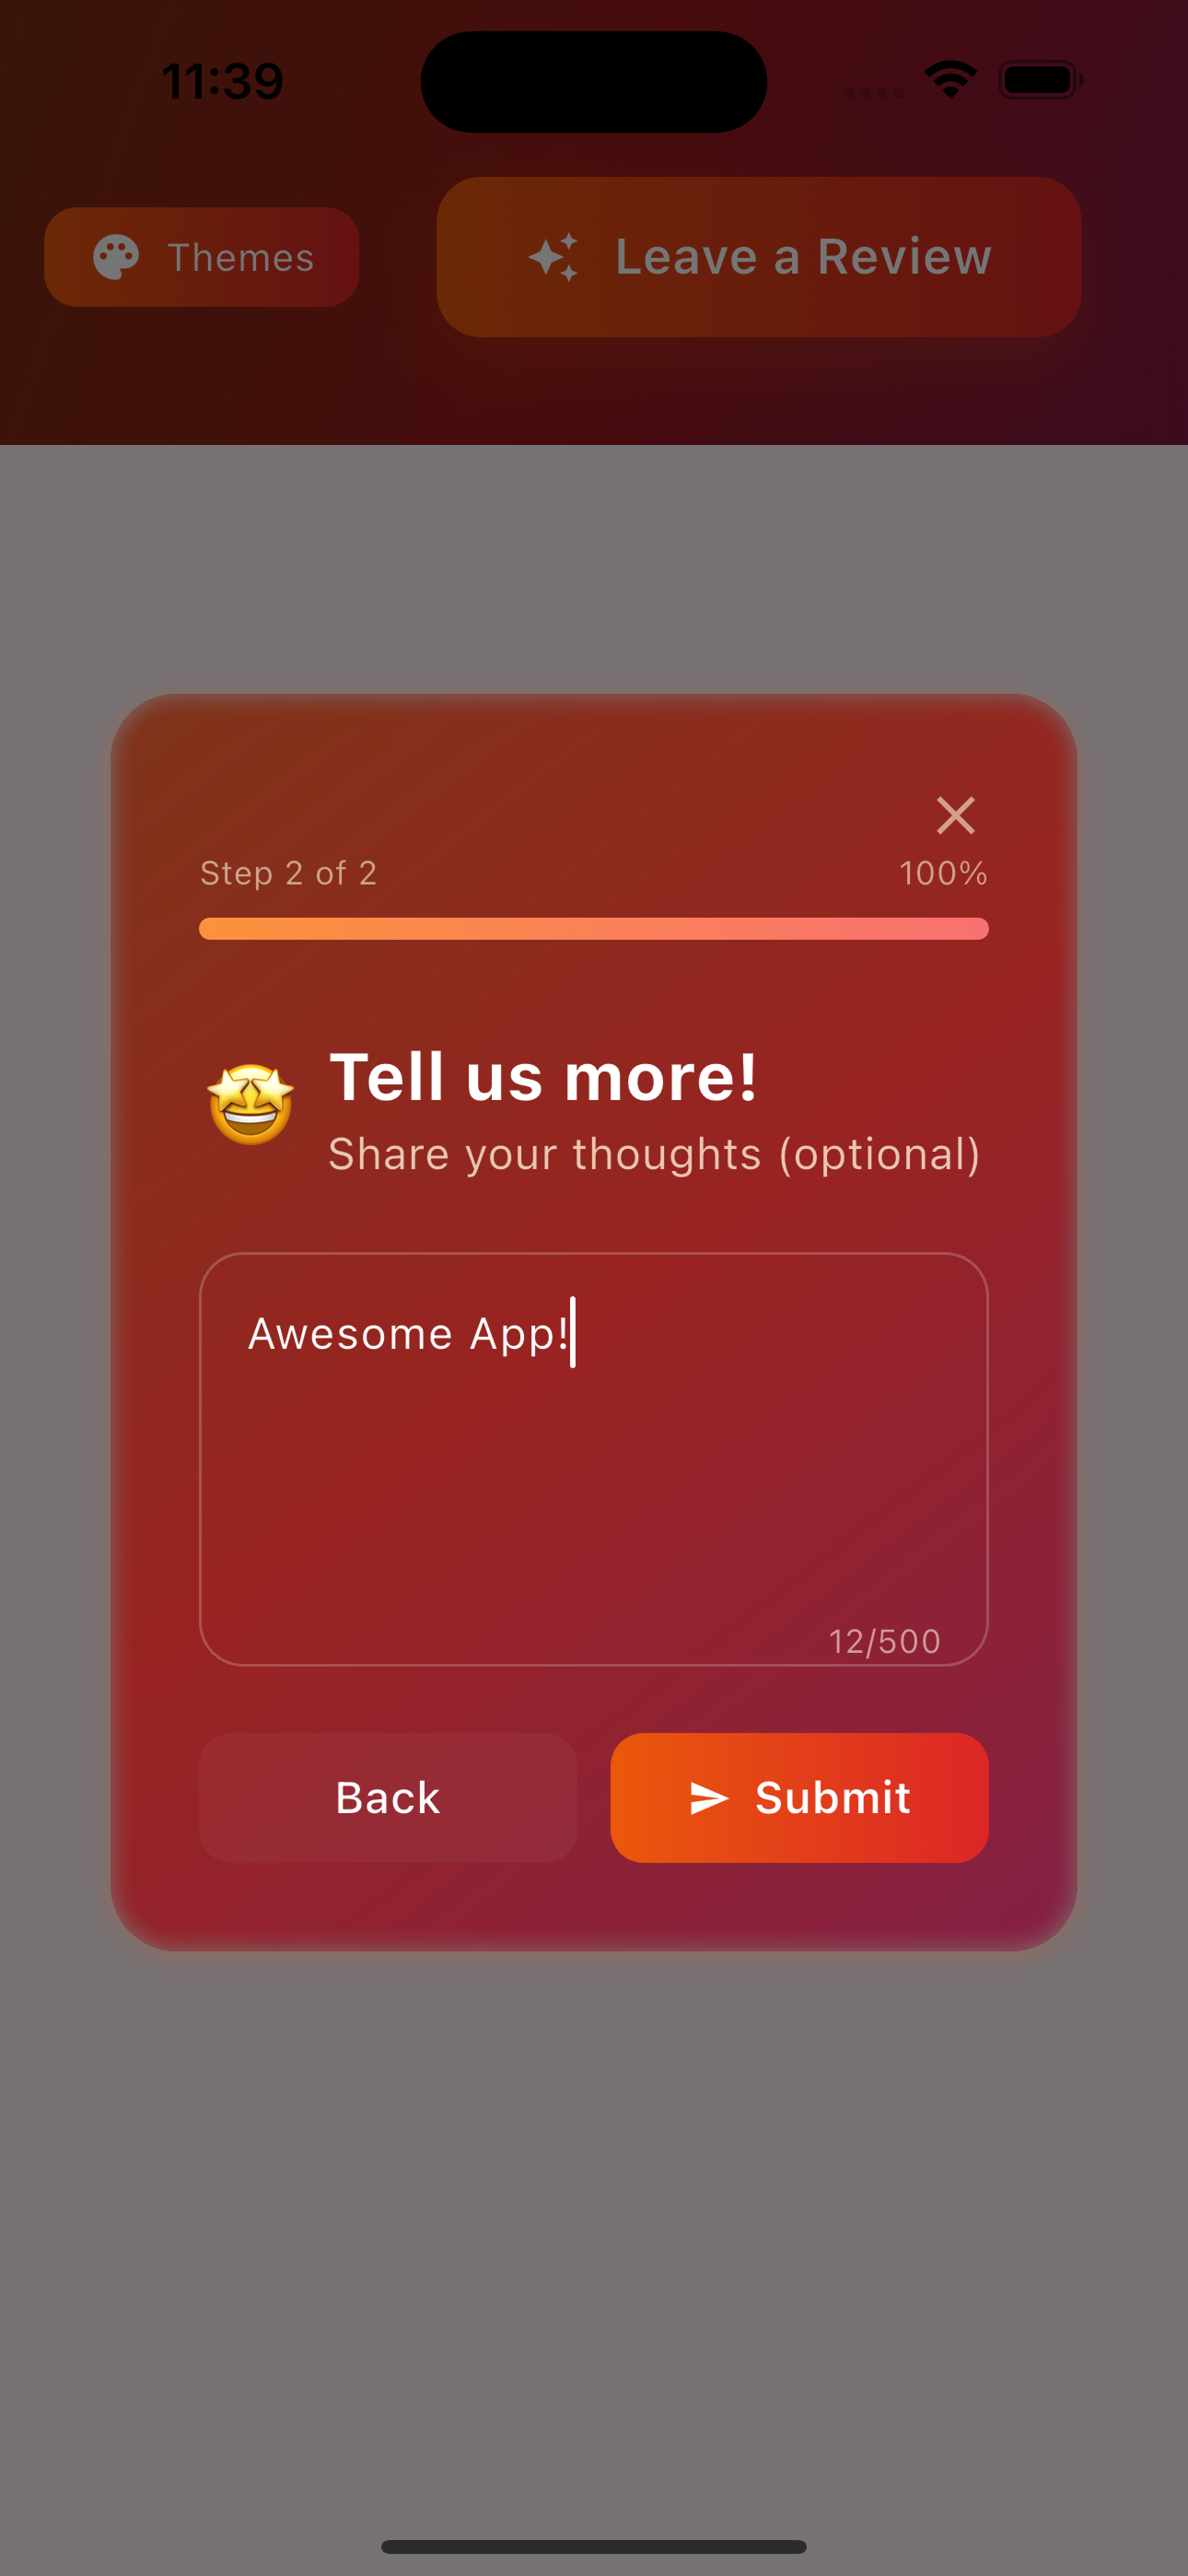 11:39
Themes
Leave a Review
Step 2 of 2
100%
Tell us more!
Share your thoughts (optional)
Awesome App!
12/500
Back
Submit